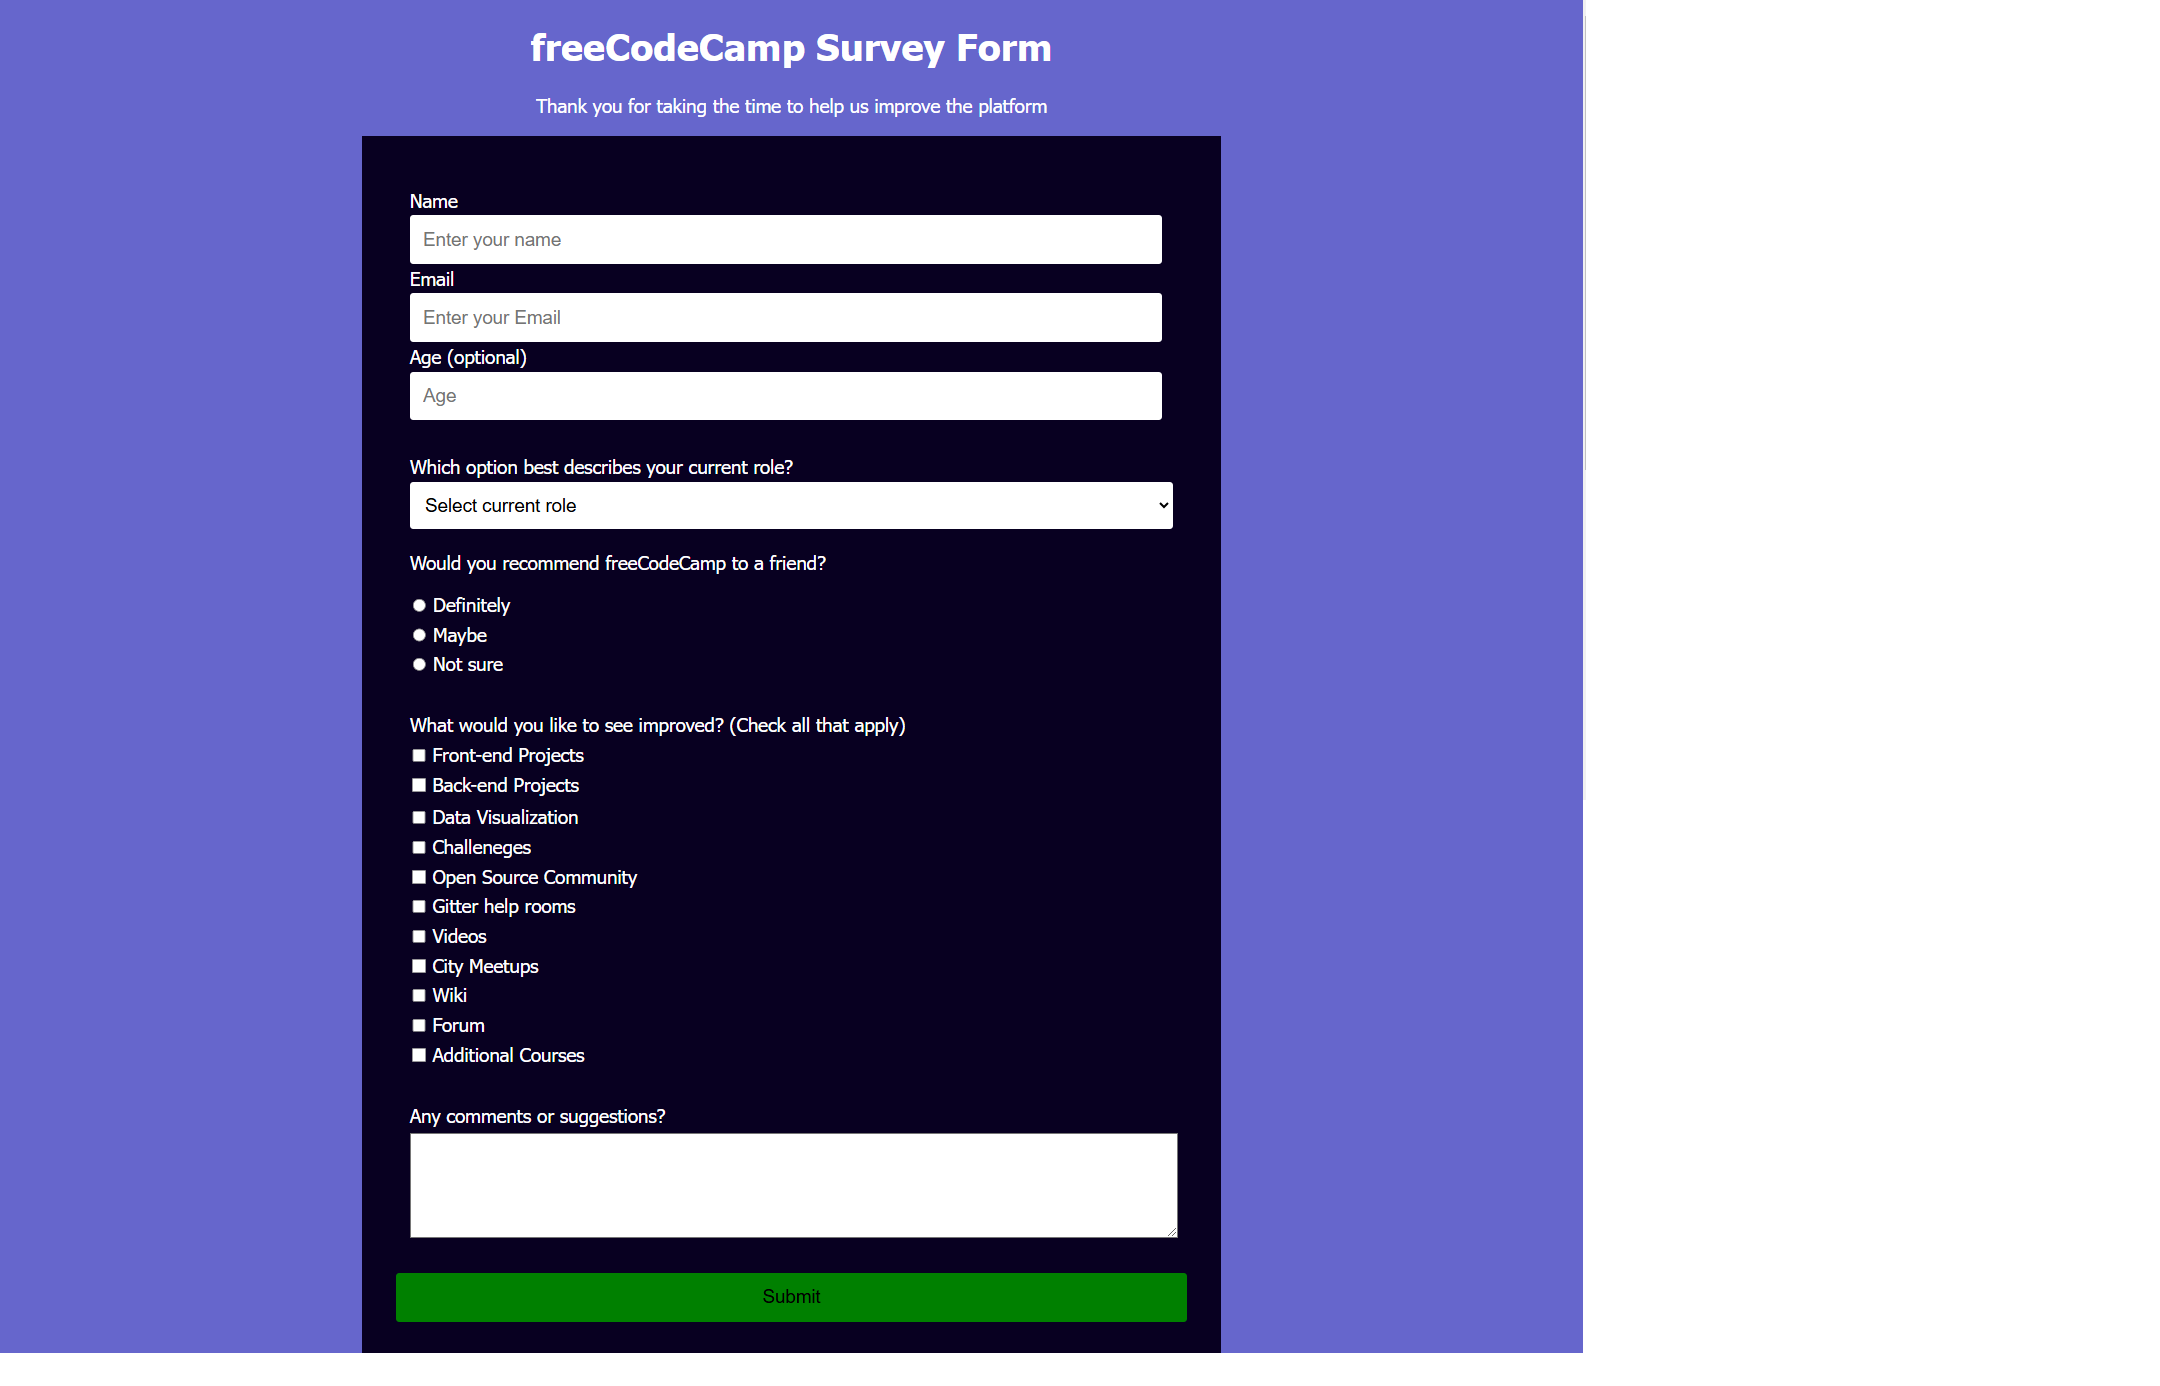 freeCodeCamp Survey Form
Thank you for taking the time to help us improve the platform
Name
Enter your name
Email
Enter your Email
Age (optional)
Age
Which option best describes your current role?
Select current role
Would you recommend freeCodeCamp to a friend?
Definitely
Maybe
Not sure
What would you like to see improved? (Check all that apply)
Front-end Projects
Back-end Projects
Data Visualization
Challeneges
Open Source Community
Gitter help rooms
Videos
City Meetups
Wiki
Forum
Additional Courses
Any comments or suggestions?
Submit